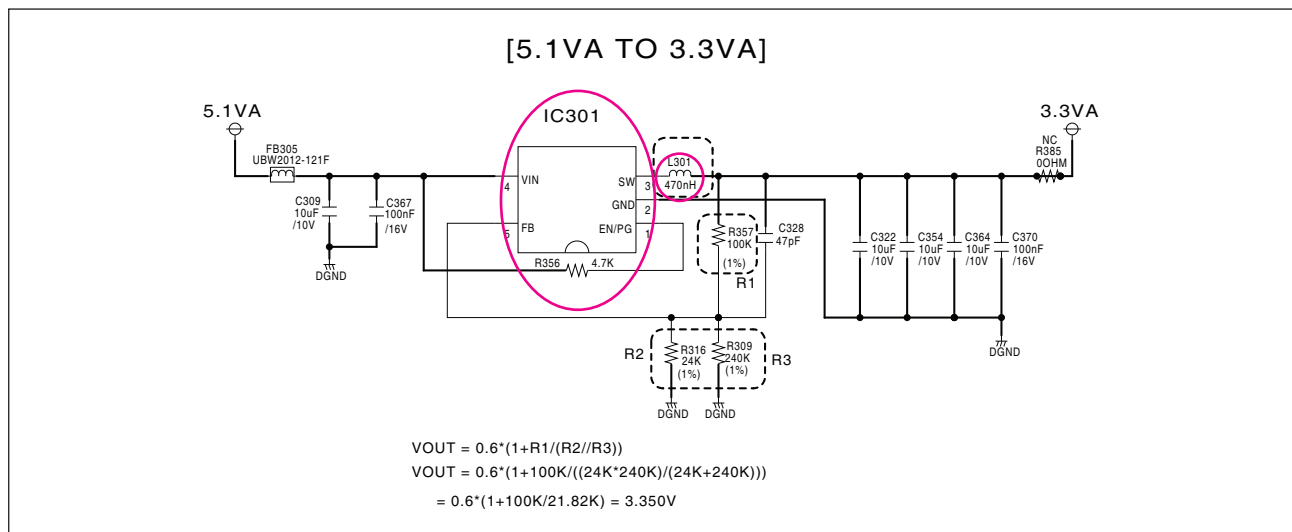 [5.1VA TO 3.3VA]
5.1VA
FB305
UBW2012-121F
C309
10uF
/10V
C367
100nF
/16V
DGND
IC301
VIN
4
FB
5
SW
3
GND
2
EN/PG
1
R356
4.7K
L301
470nH
R357
100K
(1%)
R1
C328
47pF
R2
R316
24K
(1%)
R309
240K
(1%)
R3
DGND
DGND
C322
10uF
/10V
C354
10uF
/10V
C364
10uF
/10V
C370
100nF
/16V
DGND
3.3VA
NC
R385
0OHM
VOUT = 0.6*(1+R1/(R2//R3))
VOUT = 0.6*(1+100K/((24K*240K)/(24K+240K)))
= 0.6*(1+100K/21.82K) = 3.350V